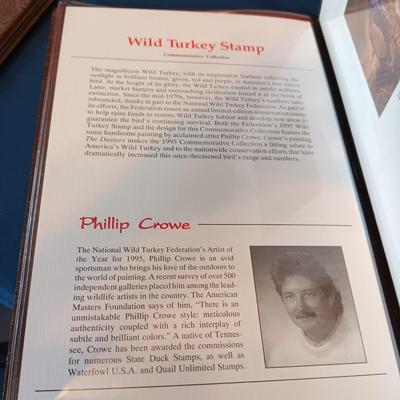 Wild Turkey Stamp
Commemorative Collection
The magnificent Wild Turkey, with its resplendent feathers reflecting the
sunlight in brilliant bronze, green, red and purple, is America's true native
bird. At the height of its glory, the Wild Turkey existed in untold millions.
Later, market hunters and encroaching civilization forced it to the brink of
extinction. Since the mid-1970s, however, the Wild Turkey's numbers have
rebounded, thanks in part to the National Wild Turkey Federation. As part of
its efforts, the Federation issues an annual limited-edition conservation stamp
to help raise funds to restore Wild Turkey habitat and develop new areas to
guarantee the bird's continuing survival. Both the Federation's 1995 Wild
Turkey Stamp and the design for this Commemorative Collection feature the
same handsome painting by acclaimed artist Phillip Crowe. Crowe's painting
The Dusters makes the 1995 Commemorative Collection a fitting salute to
America's Wild Turkey and to the nationwide conservation efforts that have
dramatically increased this once-threatened bird's range and numbers.
Phillip Crowe
The National Wild Turkey Federation's Artist of
the Year for 1995, Phillip Crowe is an avid
sportsman who brings his love of the outdoors to
the world of painting. A recent survey of over 500
independent galleries placed him among the lead-
ing wildlife artists in the country. The American
Masters Foundation says of him, "There is an
unmistakable Phillip Crowe style: meticulous
authenticity coupled with a rich interplay of
subtle and brilliant colors." A native of Tennes-
see, Crowe has been awarded the commissions
for numerous State Duck Stamps, as well as
Waterfowl U.S.A. and Quail Unlimited Stamps.